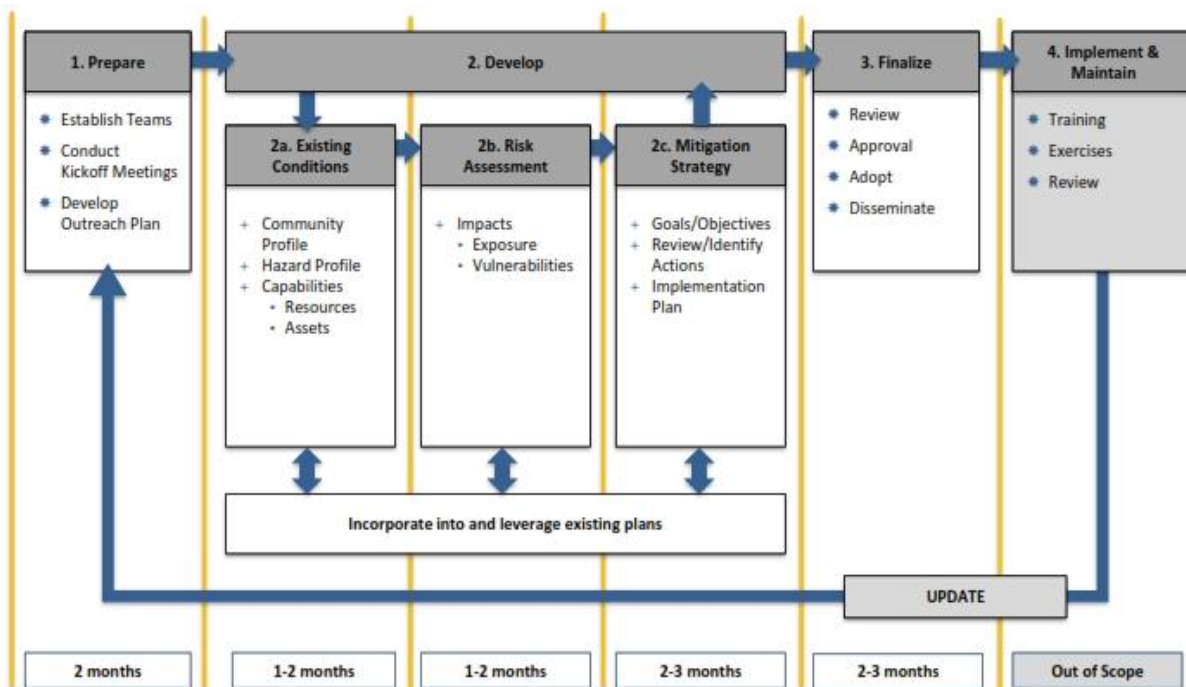 1. Prepare
Establish Teams
Conduct
Kickoff Meetings
Develop
Outreach Plan
2. Develop
2a. Existing
Conditions
+ Community
Profile
+ Hazard Profile
+ Capabilities
• Resources
• Assets
2b. Risk
Assessment
+ Impacts
• Exposure
• Vulnerabilities
2c. Mitigation
Strategy
+ Goals/Objectives
+ Review/Identify
Actions
+ Implementation
Plan
Incorporate into and leverage existing plans
3. Finalize
Review
Approval
Adopt
Disseminate
4. Implement &
Maintain
Training
Exercises
Review
UPDATE
2 months
1-2 months
1-2 months
2-3 months
2-3 months
Out of Scope